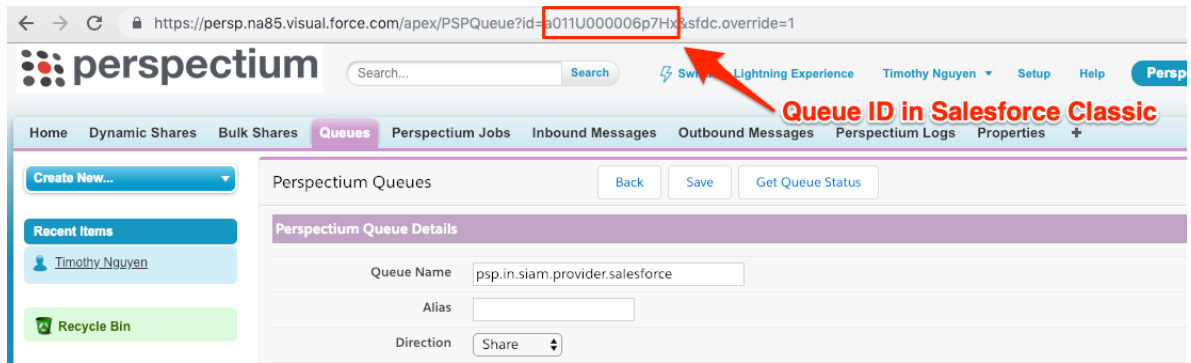 https://persp.na85.visual.force.com/apex/PSPQueue?id=a011U000006p7Hx&sfdc.override=1
perspectium
Search...
Search
Lightning Experience
Timothy Nguyen
Setup
Help
Queue ID in Salesforce Classic
Home Dynamic Shares Bulk Shares Queues Perspectium Jobs Inbound Messages Outbound Messages Perspectium Logs Properties +
Create New...
Perspectium Queues
Back
Save
Get Queue Status
Recent Items
Perspectium Queue Details
Timothy Nguyen
Queue Name psp.in.siam.provider.salesforce
Alias
Recycle Bin
Direction Share